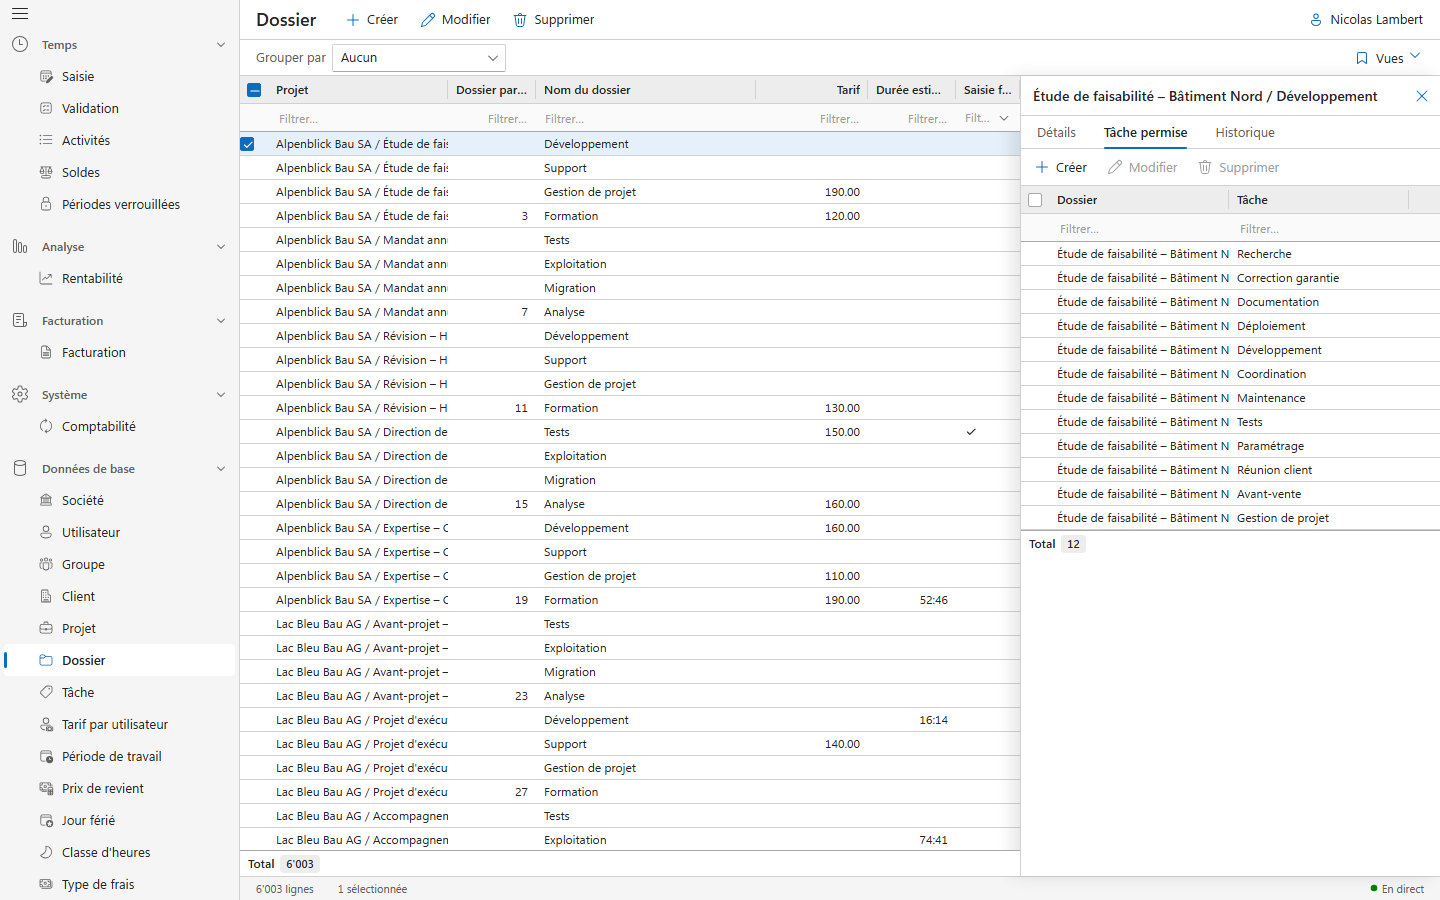 Dossier
Créer
Modifier
Supprimer
Nicolas Lambert
Grouper par
Aucun
Vues
Temps
Saisie
Validation
Activités
Soldes
Périodes verrouillées
Analyse
Rentabilité
Facturation
Facturation
Système
Comptabilité
Données de base
Société
Utilisateur
Groupe
Client
Projet
Dossier
Tâche
Tarif par utilisateur
Période de travail
Prix de revient
Jour férié
Classe d'heures
Type de frais
Projet Dossier par... Nom du dossier Tarif Durée esti... Saisie f...
Filtrer... Filtrer... Filtrer... Filtrer... Filtrer... Filt...
Alpenblick Bau SA / Étude de fais Développement
Alpenblick Bau SA / Étude de fais Support
Alpenblick Bau SA / Étude de fais Gestion de projet 190.00
Alpenblick Bau SA / Étude de fais 3 Formation 120.00
Alpenblick Bau SA / Mandat annu Tests
Alpenblick Bau SA / Mandat annu Exploitation
Alpenblick Bau SA / Mandat annu Migration
Alpenblick Bau SA / Mandat annu 7 Analyse
Alpenblick Bau SA / Révision – H Développement
Alpenblick Bau SA / Révision – H Support
Alpenblick Bau SA / Révision – H Gestion de projet
Alpenblick Bau SA / Révision – H 11 Formation 130.00
Alpenblick Bau SA / Direction de Tests 150.00
Alpenblick Bau SA / Direction de Exploitation
Alpenblick Bau SA / Direction de Migration
Alpenblick Bau SA / Direction de 15 Analyse 160.00
Alpenblick Bau SA / Expertise – C Développement 160.00
Alpenblick Bau SA / Expertise – C Support
Alpenblick Bau SA / Expertise – C Gestion de projet 110.00
Alpenblick Bau SA / Expertise – C 19 Formation 190.00 52:46
Lac Bleu Bau AG / Avant-projet – Tests
Lac Bleu Bau AG / Avant-projet – Exploitation
Lac Bleu Bau AG / Avant-projet – Migration
Lac Bleu Bau AG / Avant-projet – 23 Analyse
Lac Bleu Bau AG / Projet d'exécu Développement 16:14
Lac Bleu Bau AG / Projet d'exécu Support 140.00
Lac Bleu Bau AG / Projet d'exécu Gestion de projet
Lac Bleu Bau AG / Projet d'exécu 27 Formation
Lac Bleu Bau AG / Accompagnem Tests
Lac Bleu Bau AG / Accompagnem Exploitation 74:41
Total 6'003
6'003 lignes 1 sélectionnée
En direct
Étude de faisabilité – Bâtiment Nord / Développement
Détails Tâche permise Historique
Créer Modifier Supprimer
Dossier Tâche
Filtrer... Filtrer...
Étude de faisabilité – Bâtiment N Recherche
Étude de faisabilité – Bâtiment N Correction garantie
Étude de faisabilité – Bâtiment N Documentation
Étude de faisabilité – Bâtiment N Déploiement
Étude de faisabilité – Bâtiment N Développement
Étude de faisabilité – Bâtiment N Coordination
Étude de faisabilité – Bâtiment N Maintenance
Étude de faisabilité – Bâtiment N Tests
Étude de faisabilité – Bâtiment N Paramétrage
Étude de faisabilité – Bâtiment N Réunion client
Étude de faisabilité – Bâtiment N Avant-vente
Étude de faisabilité – Bâtiment N Gestion de projet
Total 12